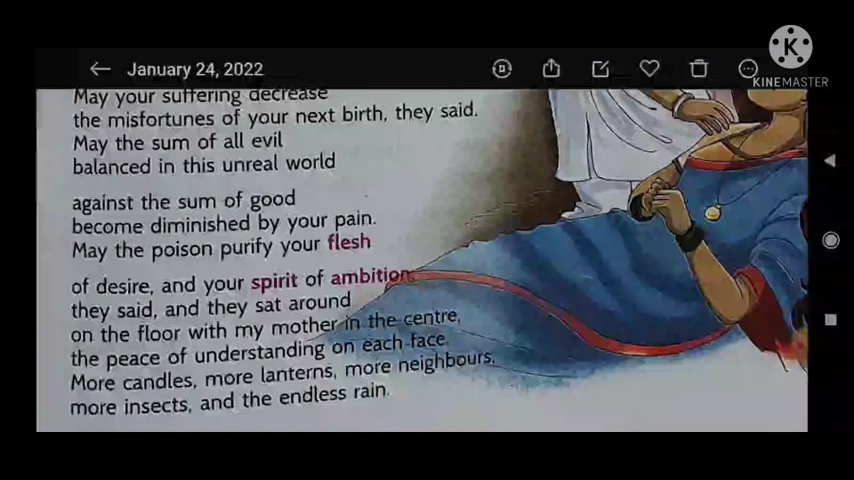 January 24, 2022
KINEMASTER
May your suffering decrease
the misfortunes of your next birth, they said.
May the sum of all evil
balanced in this unreal world
against the sum of good
become diminished by your pain.
May the poison purify your flesh
of desire, and your spirit of ambition,
they said, and they sat around
on the floor with my mother in the centre,
the peace of understanding on each face.
More candles, more lanterns, more neighbours,
more insects, and the endless rain.